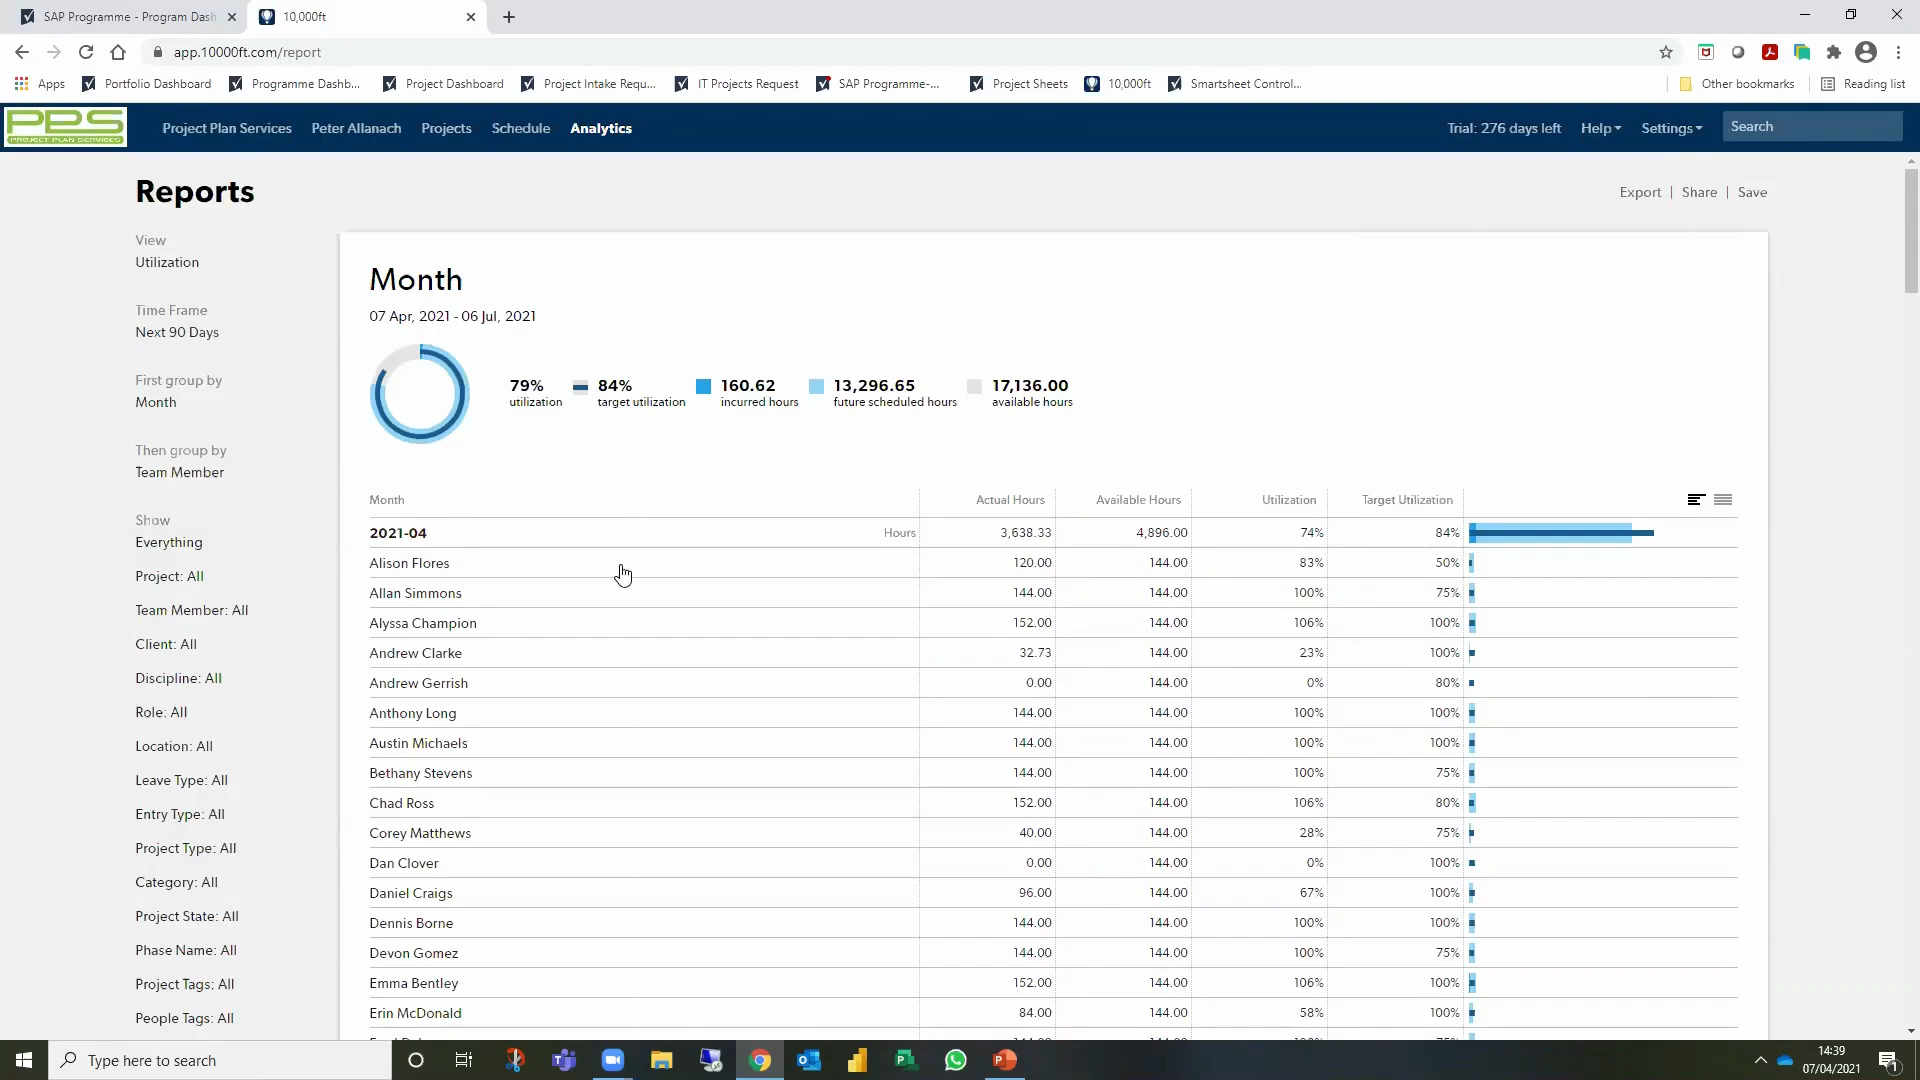 SAP Programme - Program Dash
10,000ft
app.10000ft.com/report
Apps
Portfolio Dashboard
Programme Dashb...
Project Dashboard
Project Intake Requ...
IT Projects Request
SAP Programme-...
Project Sheets
10,000ft
Smartsheet Control...
Other bookmarks
Reading list
PPS
PROJECT PLAN SERVICES
Project Plan Services
Peter Allanach
Projects
Schedule
Analytics
Trial: 276 days left
Help
Settings
Search
Reports
Export | Share | Save
View
Utilization
Time Frame
Next 90 Days
First group by
Month
Then group by
Team Member
Show
Everything
Project: All
Team Member: All
Client: All
Discipline: All
Role: All
Location: All
Leave Type: All
Entry Type: All
Project Type: All
Category: All
Project State: All
Phase Name: All
Project Tags: All
People Tags: All
Month
07 Apr, 2021 - 06 Jul, 2021
79% utilization
84% target utilization
160.62 incurred hours
13,296.65 future scheduled hours
17,136.00 available hours
Month Actual Hours Available Hours Utilization Target Utilization
2021-04 Hours 3,638.33 4,896.00 74% 84%
Alison Flores 120.00 144.00 83% 50%
Allan Simmons 144.00 144.00 100% 75%
Alyssa Champion 152.00 144.00 106% 100%
Andrew Clarke 32.73 144.00 23% 100%
Andrew Gerrish 0.00 144.00 0% 80%
Anthony Long 144.00 144.00 100% 100%
Austin Michaels 144.00 144.00 100% 100%
Bethany Stevens 144.00 144.00 100% 75%
Chad Ross 152.00 144.00 106% 80%
Corey Matthews 40.00 144.00 28% 75%
Dan Clover 0.00 144.00 0% 100%
Daniel Craigs 96.00 144.00 67% 100%
Dennis Borne 144.00 144.00 100% 100%
Devon Gomez 144.00 144.00 100% 75%
Emma Bentley 152.00 144.00 106% 100%
Erin McDonald 84.00 144.00 58% 100%
Type here to search
14:39
07/04/2021